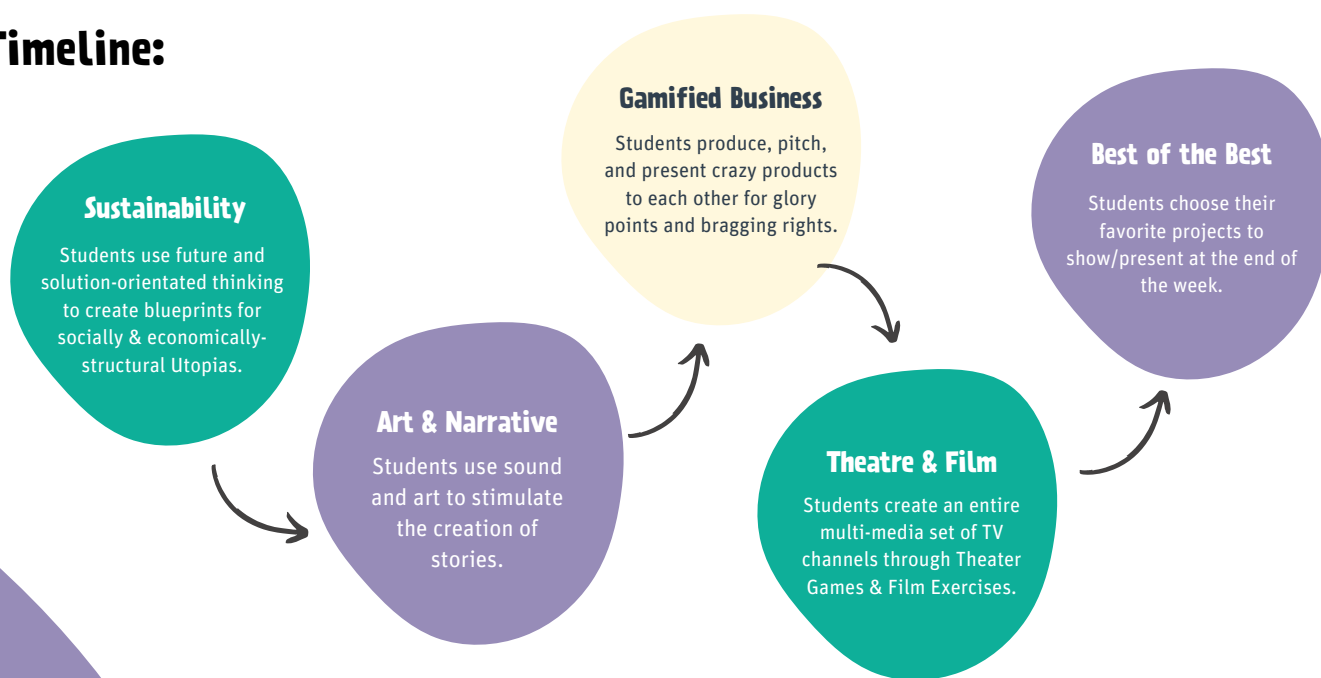 Timeline:
Sustainability
Students use future and
solution-orientated thinking
to create blueprints for
socially & economically-
structural Utopias.
Art & Narrative
Students use sound
and art to stimulate
the creation of
stories.
Gamified Business
Students produce, pitch,
and present crazy products
to each other for glory
points and bragging rights.
Theatre & Film
Students create an entire
multi-media set of TV
channels through Theater
Games & Film Exercises.
Best of the Best
Students choose their
favorite projects to
show/present at the end of
the week.